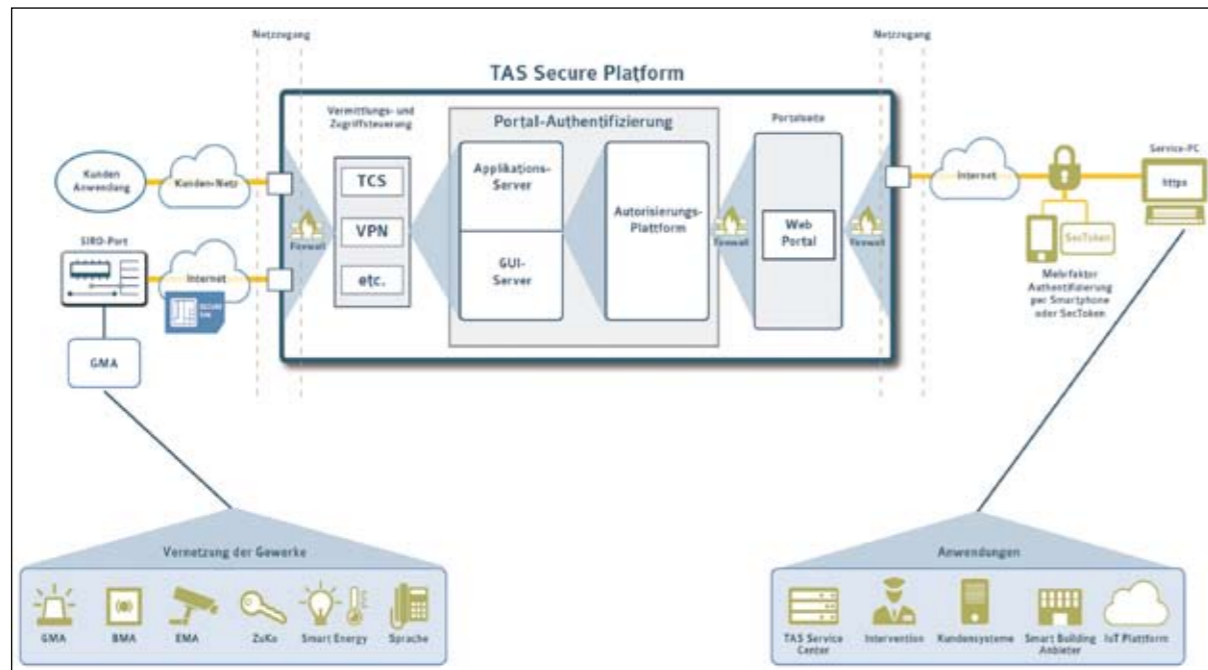 Netzzugang
Netzzugang
TAS Secure Platform
Vermittlungs- und
Zugriffsteuerung
Portal-Authentifizierung
Portalseite
Kunden
Anwendung
Kunden-Netz
TCS
VPN
etc.
Applikations-
Server
GUI-
Server
Autorisierungs-
Plattform
Web
Portal
Firewall
Firewall
Firewall
Internet
Service-PC
https
SecToken
Mehrfaktor
Authentifizierung
per Smartphone
oder SecToken
SIRO-Port
Internet
SECURE
SIM
GMA
Vernetzung der Gewerke
GMA
BMA
EMA
ZuKo
Smart Energy
Sprache
Anwendungen
TAS Service
Center
Intervention
Kundensysteme
Smart Building
Anbieter
IoT Plattform